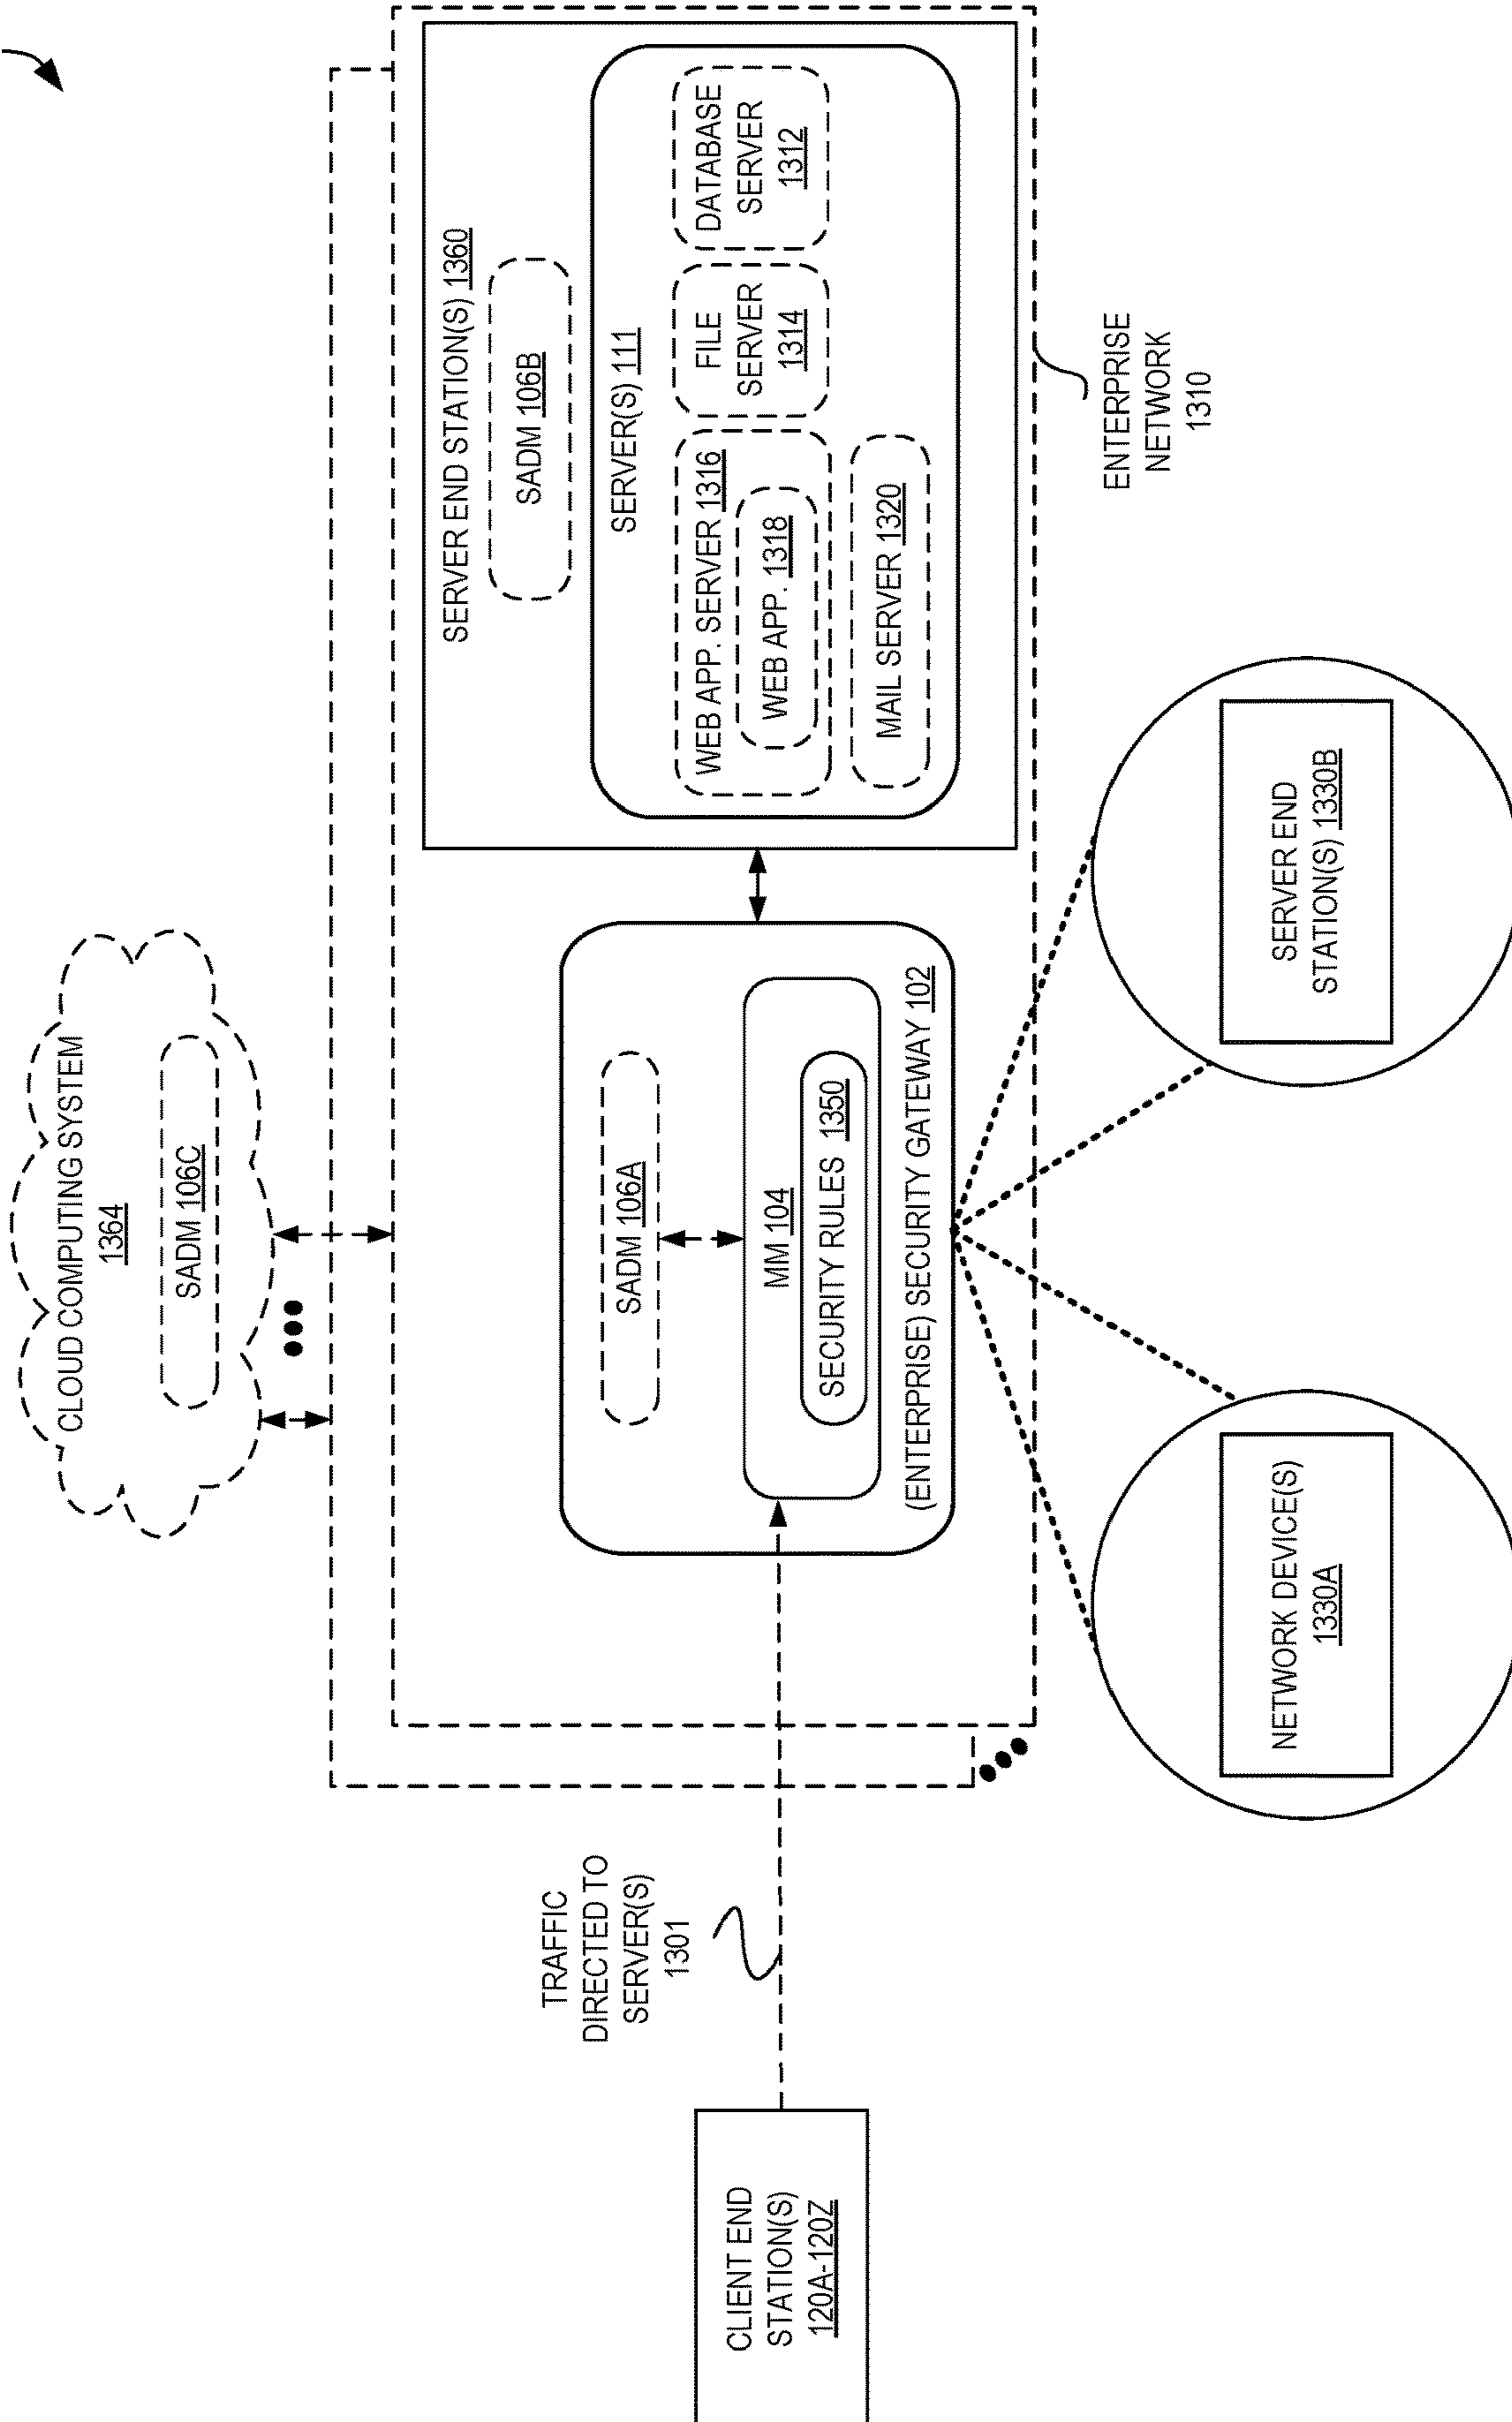 CLOUD COMPUTING SYSTEM
1364
SADM 106C
TRAFFIC
DIRECTED TO
SERVER(S)
1301
CLIENT END
STATION(S)
120A-120Z
SADM 106A
MM 104
SECURITY RULES 1350
(ENTERPRISE) SECURITY GATEWAY 102
SERVER END STATION(S) 1360
SADM 106B
SERVER(S) 111
WEB APP. SERVER 1316
WEB APP. 1318
FILE
SERVER
1314
DATABASE
SERVER
1312
MAIL SERVER 1320
ENTERPRISE
NETWORK
1310
NETWORK DEVICE(S)
1330A
SERVER END
STATION(S) 1330B